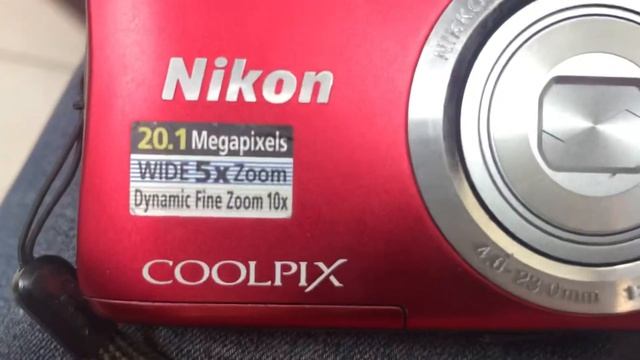 Nikon
20.1 Megapixels
WIDE 5x Zoom
Dynamic Fine Zoom 10x
COOLPIX
4.6-23.0mm